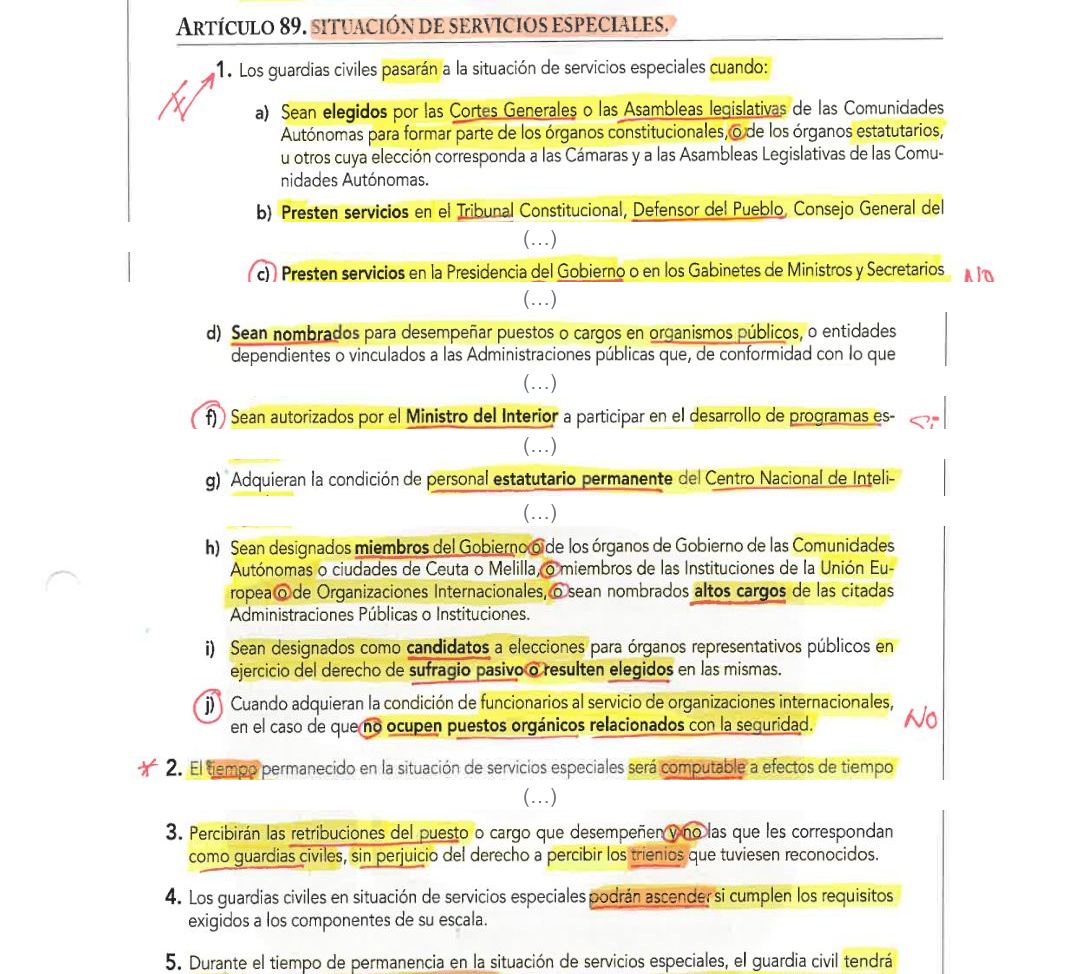 ARTÍCULO 89. SITUACIÓN DE SERVICIOS ESPECIALES.
1. Los guardias civiles pasarán a la situación de servicios especiales cuando:
a) Sean elegidos por las Cortes Generales o las Asambleas legislativas de las Comunidades
Autónomas para formar parte de los órganos constitucionales, o de los órganos estatutarios,
u otros cuya elección corresponda a las Cámaras y a las Asambleas Legislativas de las Comu-
nidades Autónomas.
b) Presten servicios en el Tribunal Constitucional, Defensor del Pueblo, Consejo General del
(...)
c) Presten servicios en la Presidencia del Gobierno o en los Gabinetes de Ministros y Secretarios
NO
(...)
d) Sean nombrados para desempeñar puestos o cargos en organismos públicos, o entidades
dependientes o vinculados a las Administraciones públicas que, de conformidad con lo que
(...)
f) Sean autorizados por el Ministro del Interior a participar en el desarrollo de programas es-
(...)
g) Adquieran la condición de personal estatutario permanente del Centro Nacional de Inteli-
(...)
h) Sean designados miembros del Gobierno o de los órganos de Gobierno de las Comunidades
Autónomas o ciudades de Ceuta o Melilla, o miembros de las Instituciones de la Unión Eu-
ropea o de Organizaciones Internacionales, o sean nombrados altos cargos de las citadas
Administraciones Públicas o Instituciones.
i) Sean designados como candidatos a elecciones para órganos representativos públicos en
ejercicio del derecho de sufragio pasivo o resulten elegidos en las mismas.
j) Cuando adquieran la condición de funcionarios al servicio de organizaciones internacionales,
en el caso de que no ocupen puestos orgánicos relacionados con la seguridad.
NO
* 2. El tiempo permanecido en la situación de servicios especiales será computable a efectos de tiempo
(...)
3. Percibirán las retribuciones del puesto o cargo que desempeñen y no las que les correspondan
como guardias civiles, sin perjuicio del derecho a percibir los trienios que tuviesen reconocidos.
4. Los guardias civiles en situación de servicios especiales podrán ascender si cumplen los requisitos
exigidos a los componentes de su escala.
5. Durante el tiempo de permanencia en la situación de servicios especiales, el guardia civil tendrá